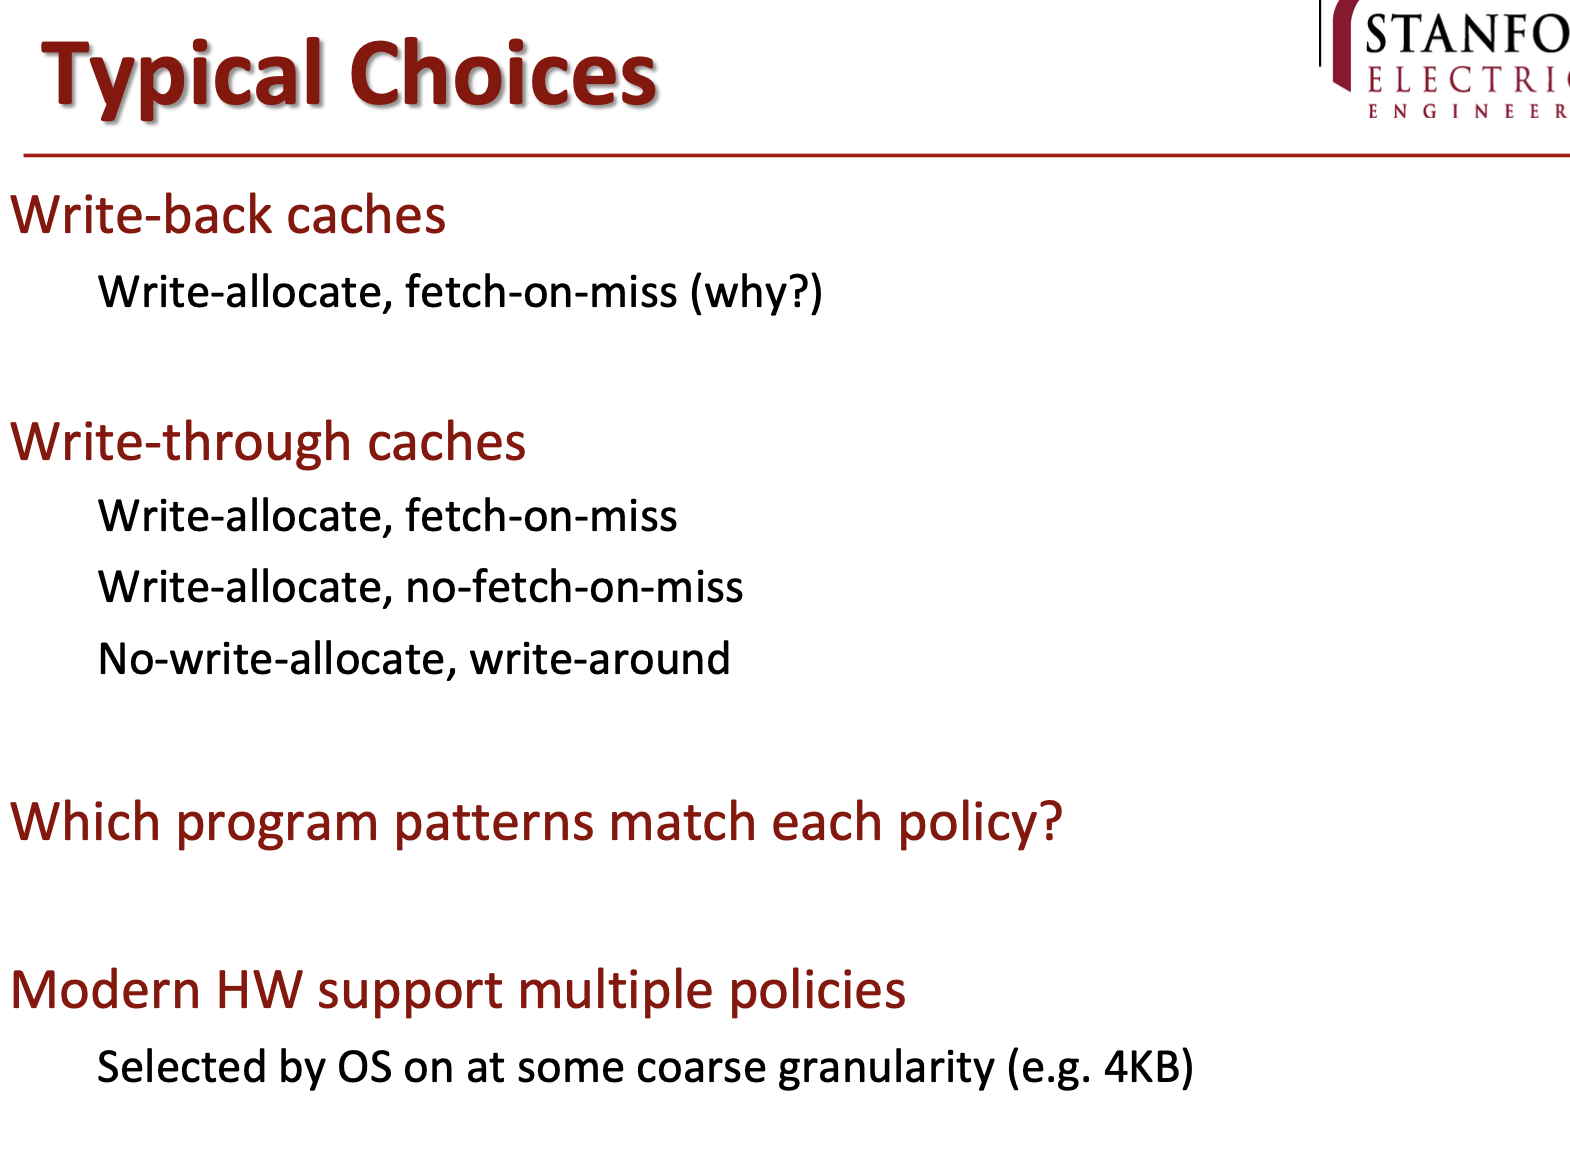 Typical Choices
STANFO
ELECTRI
ENGINEER
Write-back caches
Write-allocate, fetch-on-miss (why?)
Write-through caches
Write-allocate, fetch-on-miss
Write-allocate, no-fetch-on-miss
No-write-allocate, write-around
Which program patterns match each policy?
Modern HW support multiple policies
Selected by OS on at some coarse granularity (e.g. 4KB)